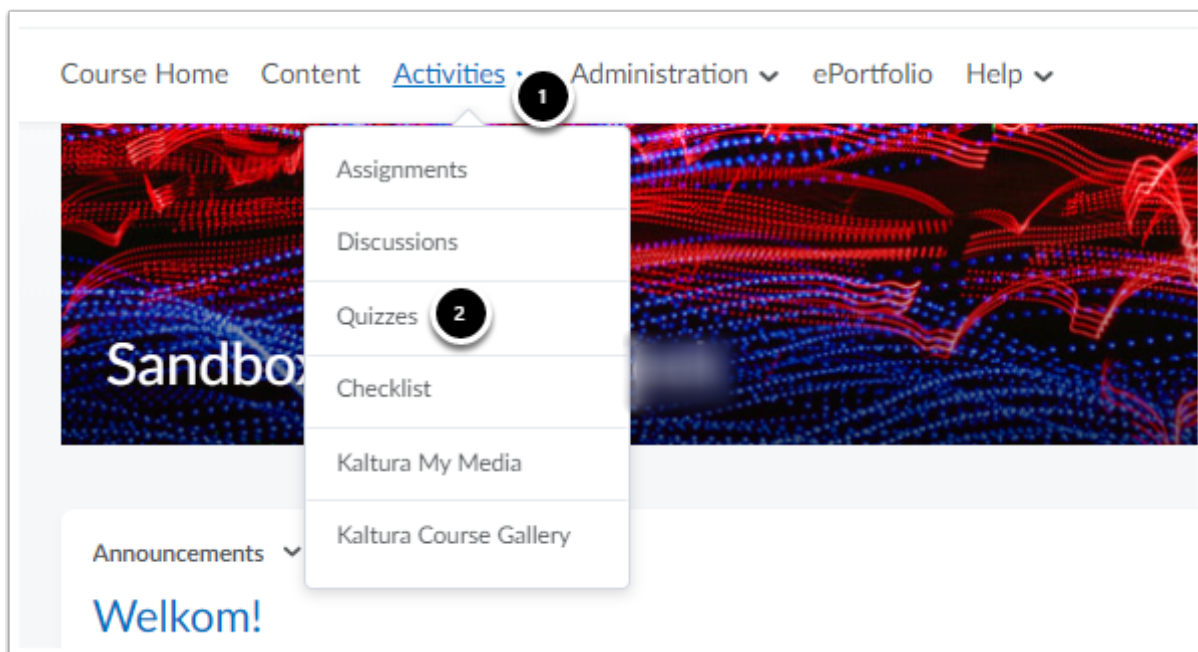 Course Home Content Activities Administration ePortfolio Help
1
Assignments
Discussions
Quizzes 2
Sandbox
Checklist
Kaltura My Media
Kaltura Course Gallery
Announcements
Welkom!